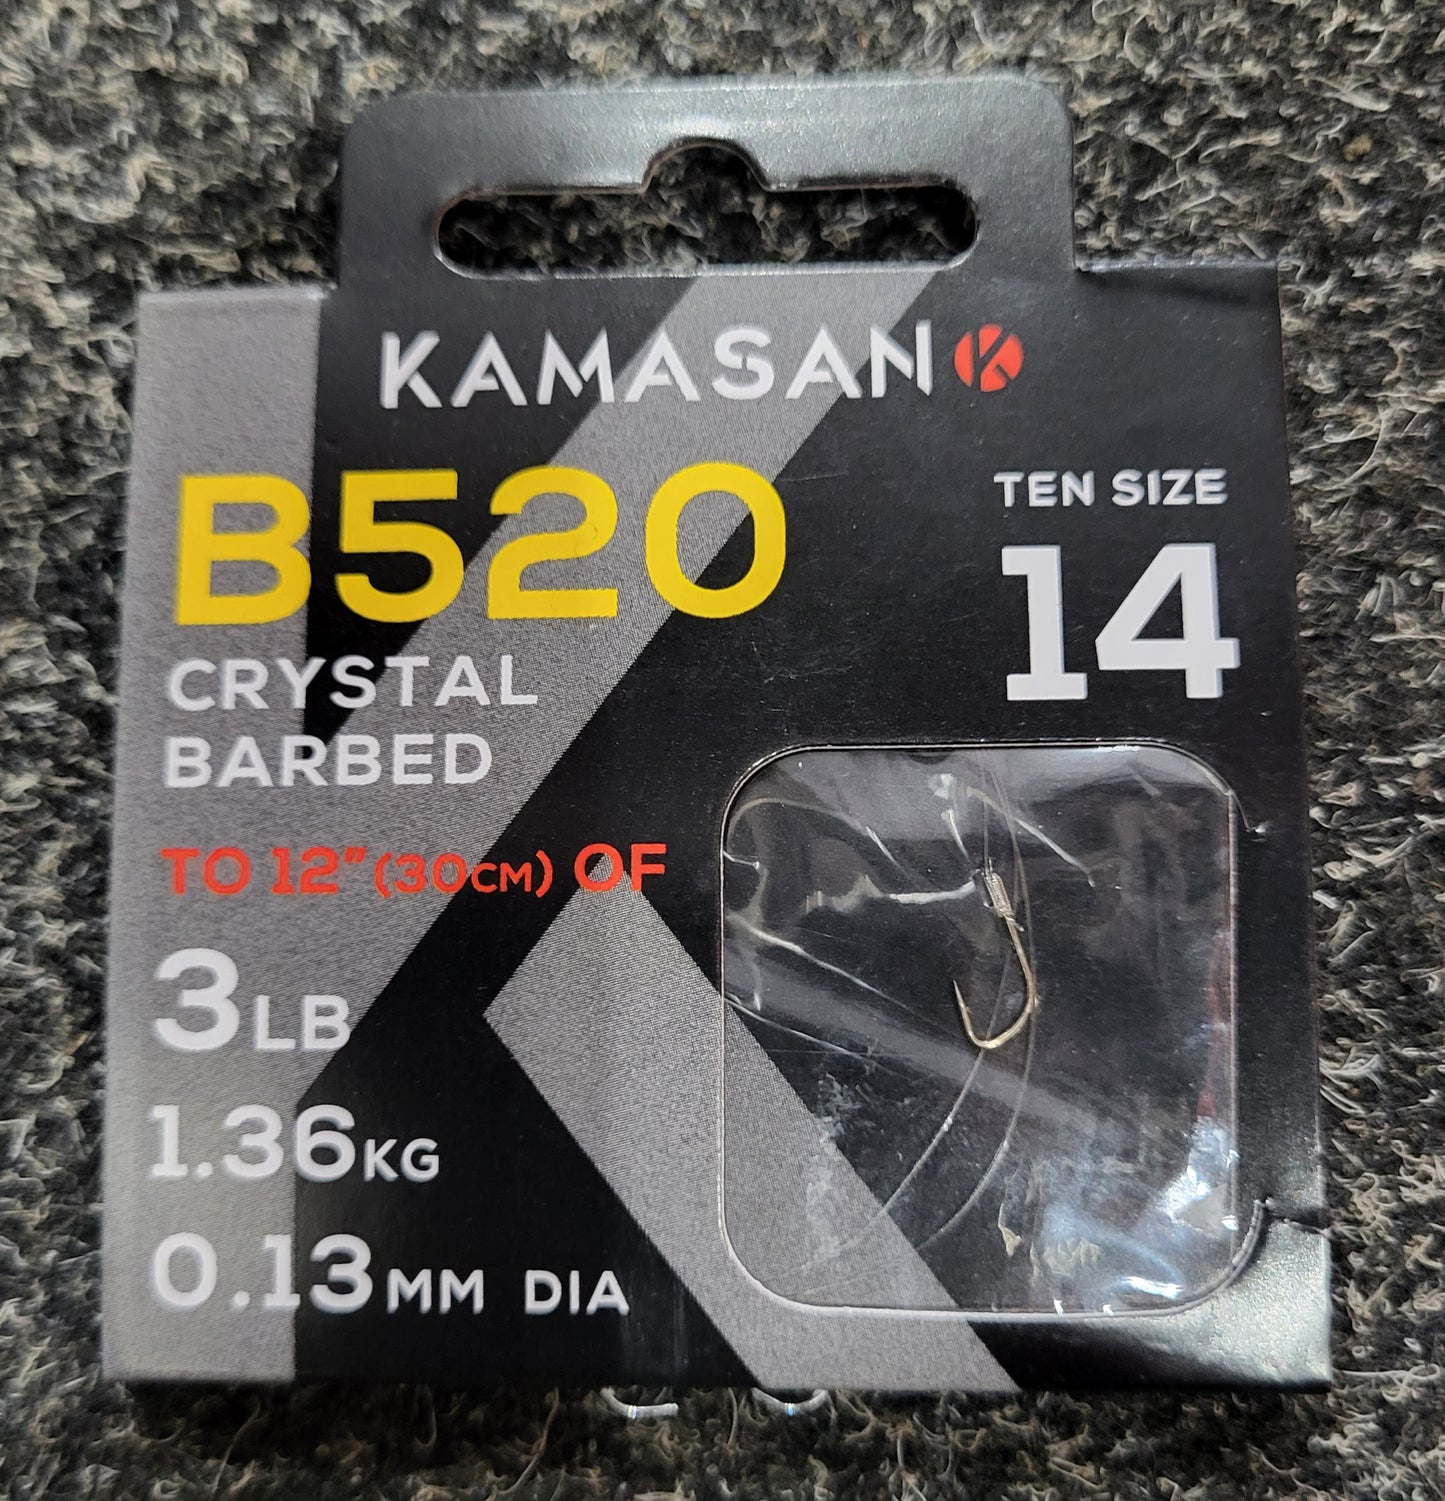 KAMASAN
B520
TEN SIZE
14
CRYSTAL
BARBED
TO 12" (30CM) OF
3LB
1.36KG
0.13MM DIA